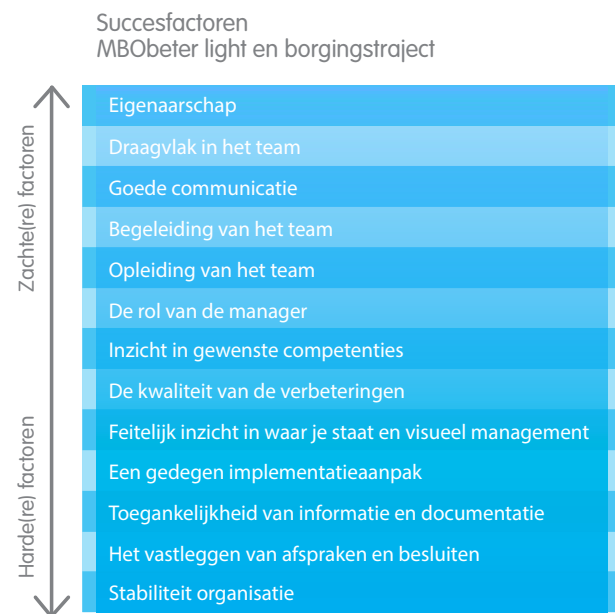 Succesfactoren
MBObeter light en borgingstraject
Zachte(re) factoren
Harde(re) factoren
Eigenaarschap
Draagvlak in het team
Goede communicatie
Begeleiding van het team
Opleiding van het team
De rol van de manager
Inzicht in gewenste competenties
De kwaliteit van de verbeteringen
Feitelijk inzicht in waar je staat en visueel management
Een gedegen implementatieaanpak
Toegankelijkheid van informatie en documentatie
Het vastleggen van afspraken en besluiten
Stabiliteit organisatie